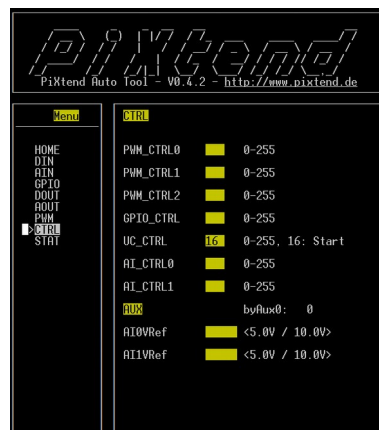 PiXtend
PiXtend Auto Tool - V0.4.2 - http://www.pixtend.de
Menu
HOME
DIN
AIN
GPIO
DOUT
AOUT
PWM
>CTRL
STAT
CTRL
PWM_CTRL0 0-255
PWM_CTRL1 0-255
PWM_CTRL2 0-255
GPIO_CTRL 0-255
UC_CTRL 16 0-255, 16: Start
AI_CTRL0 0-255
AI_CTRL1 0-255
AUX byAux0: 0
AI0VRef <5.0V / 10.0V>
AI1VRef <5.0V / 10.0V>